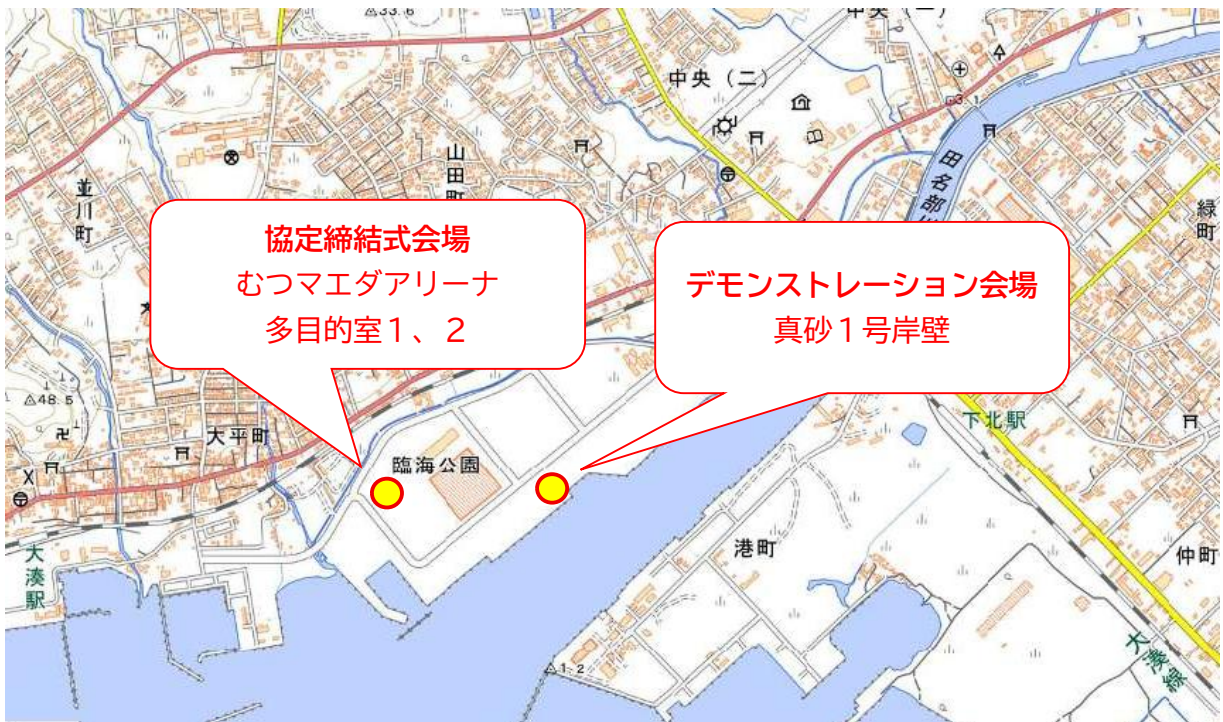 33.6
中央(二)
3.1
田名部川
山田町
並川町
緑町
協定締結式会場
むつマエダアリーナ
多目的室1、2
デモンストレーション会場
真砂1号岸壁
48.5
大平町
臨海公園
下北駅
大湊駅
港町
仲町
1.2
大湊線